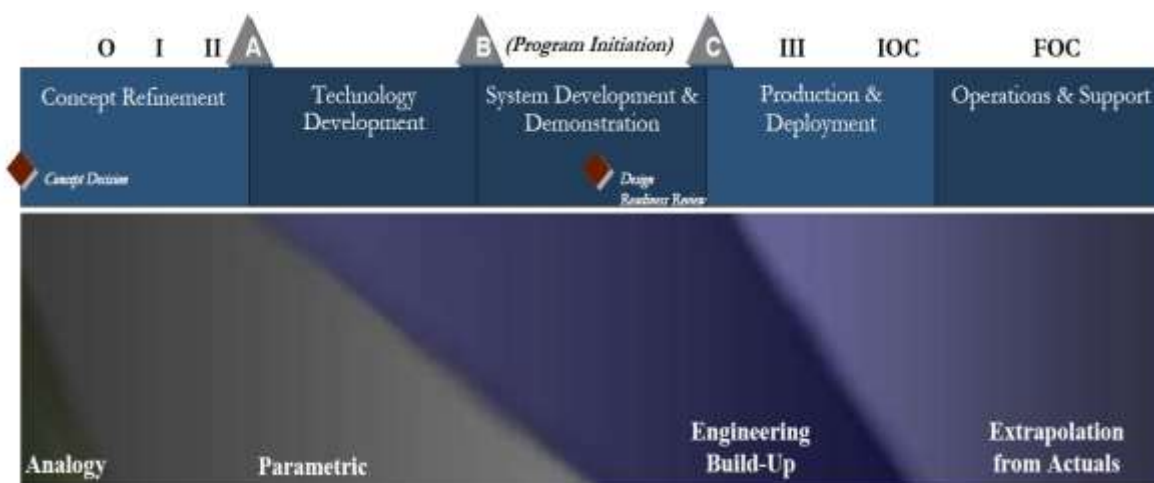 O I II A B (Program Initiation) C III IOC FOC
Concept Refinement
Technology
Development
System Development &
Demonstration
Production &
Deployment
Operations & Support
Concept Decision
Design
Readiness Review
Analogy
Parametric
Engineering
Build-Up
Extrapolation
from Actuals